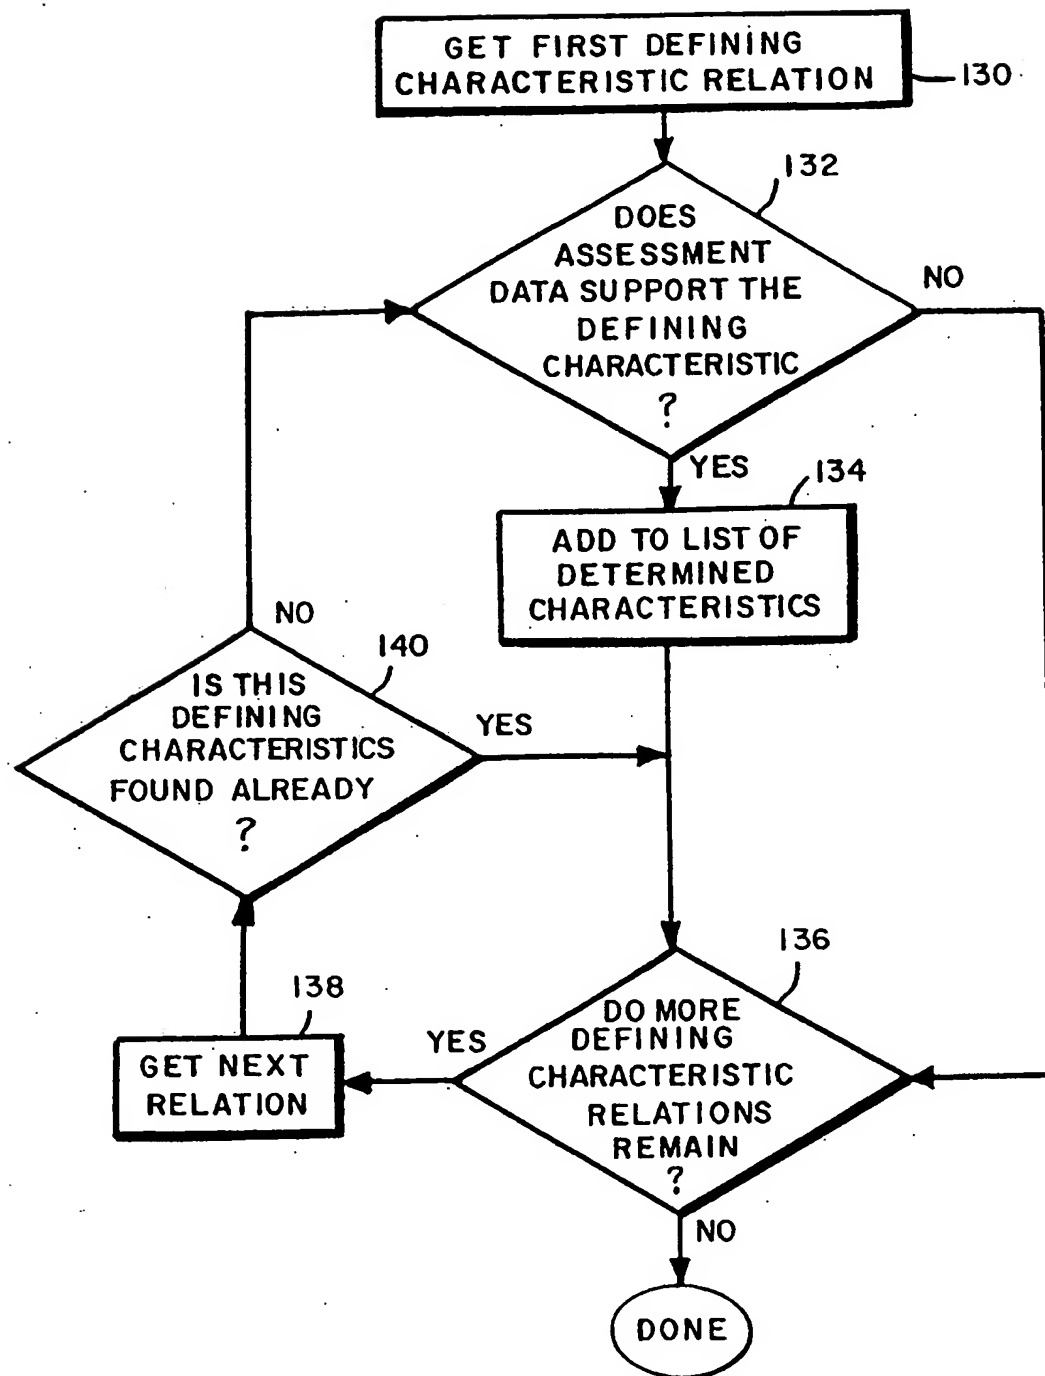 GET FIRST DEFINING
CHARACTERISTIC RELATION
130
132
DOES
ASSESSMENT
DATA SUPPORT THE
DEFINING
CHARACTERISTIC
?
NO
YES
134
ADD TO LIST OF
DETERMINED
CHARACTERISTICS
NO
140
IS THIS
DEFINING
CHARACTERISTICS
FOUND ALREADY
?
YES
136
DO MORE
DEFINING
CHARACTERISTIC
RELATIONS
REMAIN
?
YES
138
GET NEXT
RELATION
NO
DONE